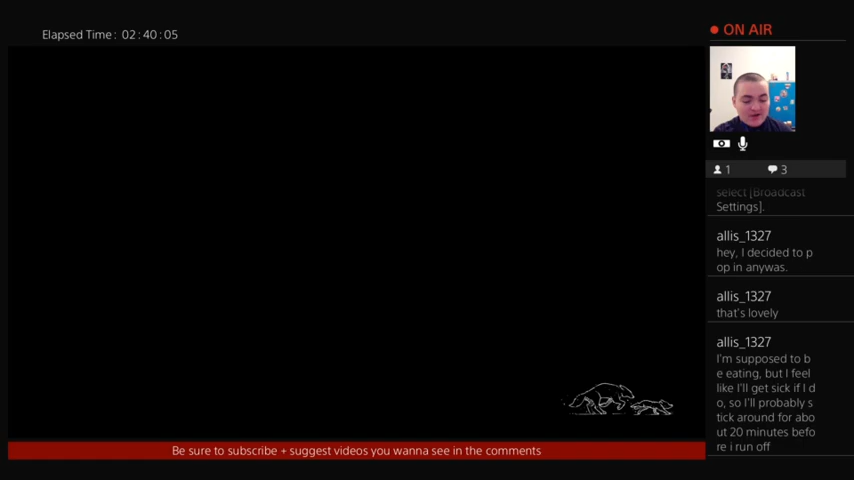 Elapsed Time: 02:40:05
ON AIR
1
3
select [Broadcast
Settings].
allis_1327
hey, I decided to p
op in anywas.
allis_1327
that's lovely
allis_1327
I'm supposed to b
e eating, but I feel
like I'll get sick if I d
o, so I'll probably s
tick around for abo
ut 20 minutes befo
re i run off
Be sure to subscribe + suggest videos you wanna see in the comments